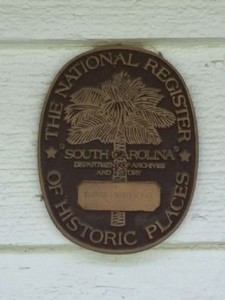 THE NATIONAL REGISTER
SOUTH CAROLINA
DEPARTMENT OF ARCHIVES
AND HISTORY
OF HISTORIC PLACES